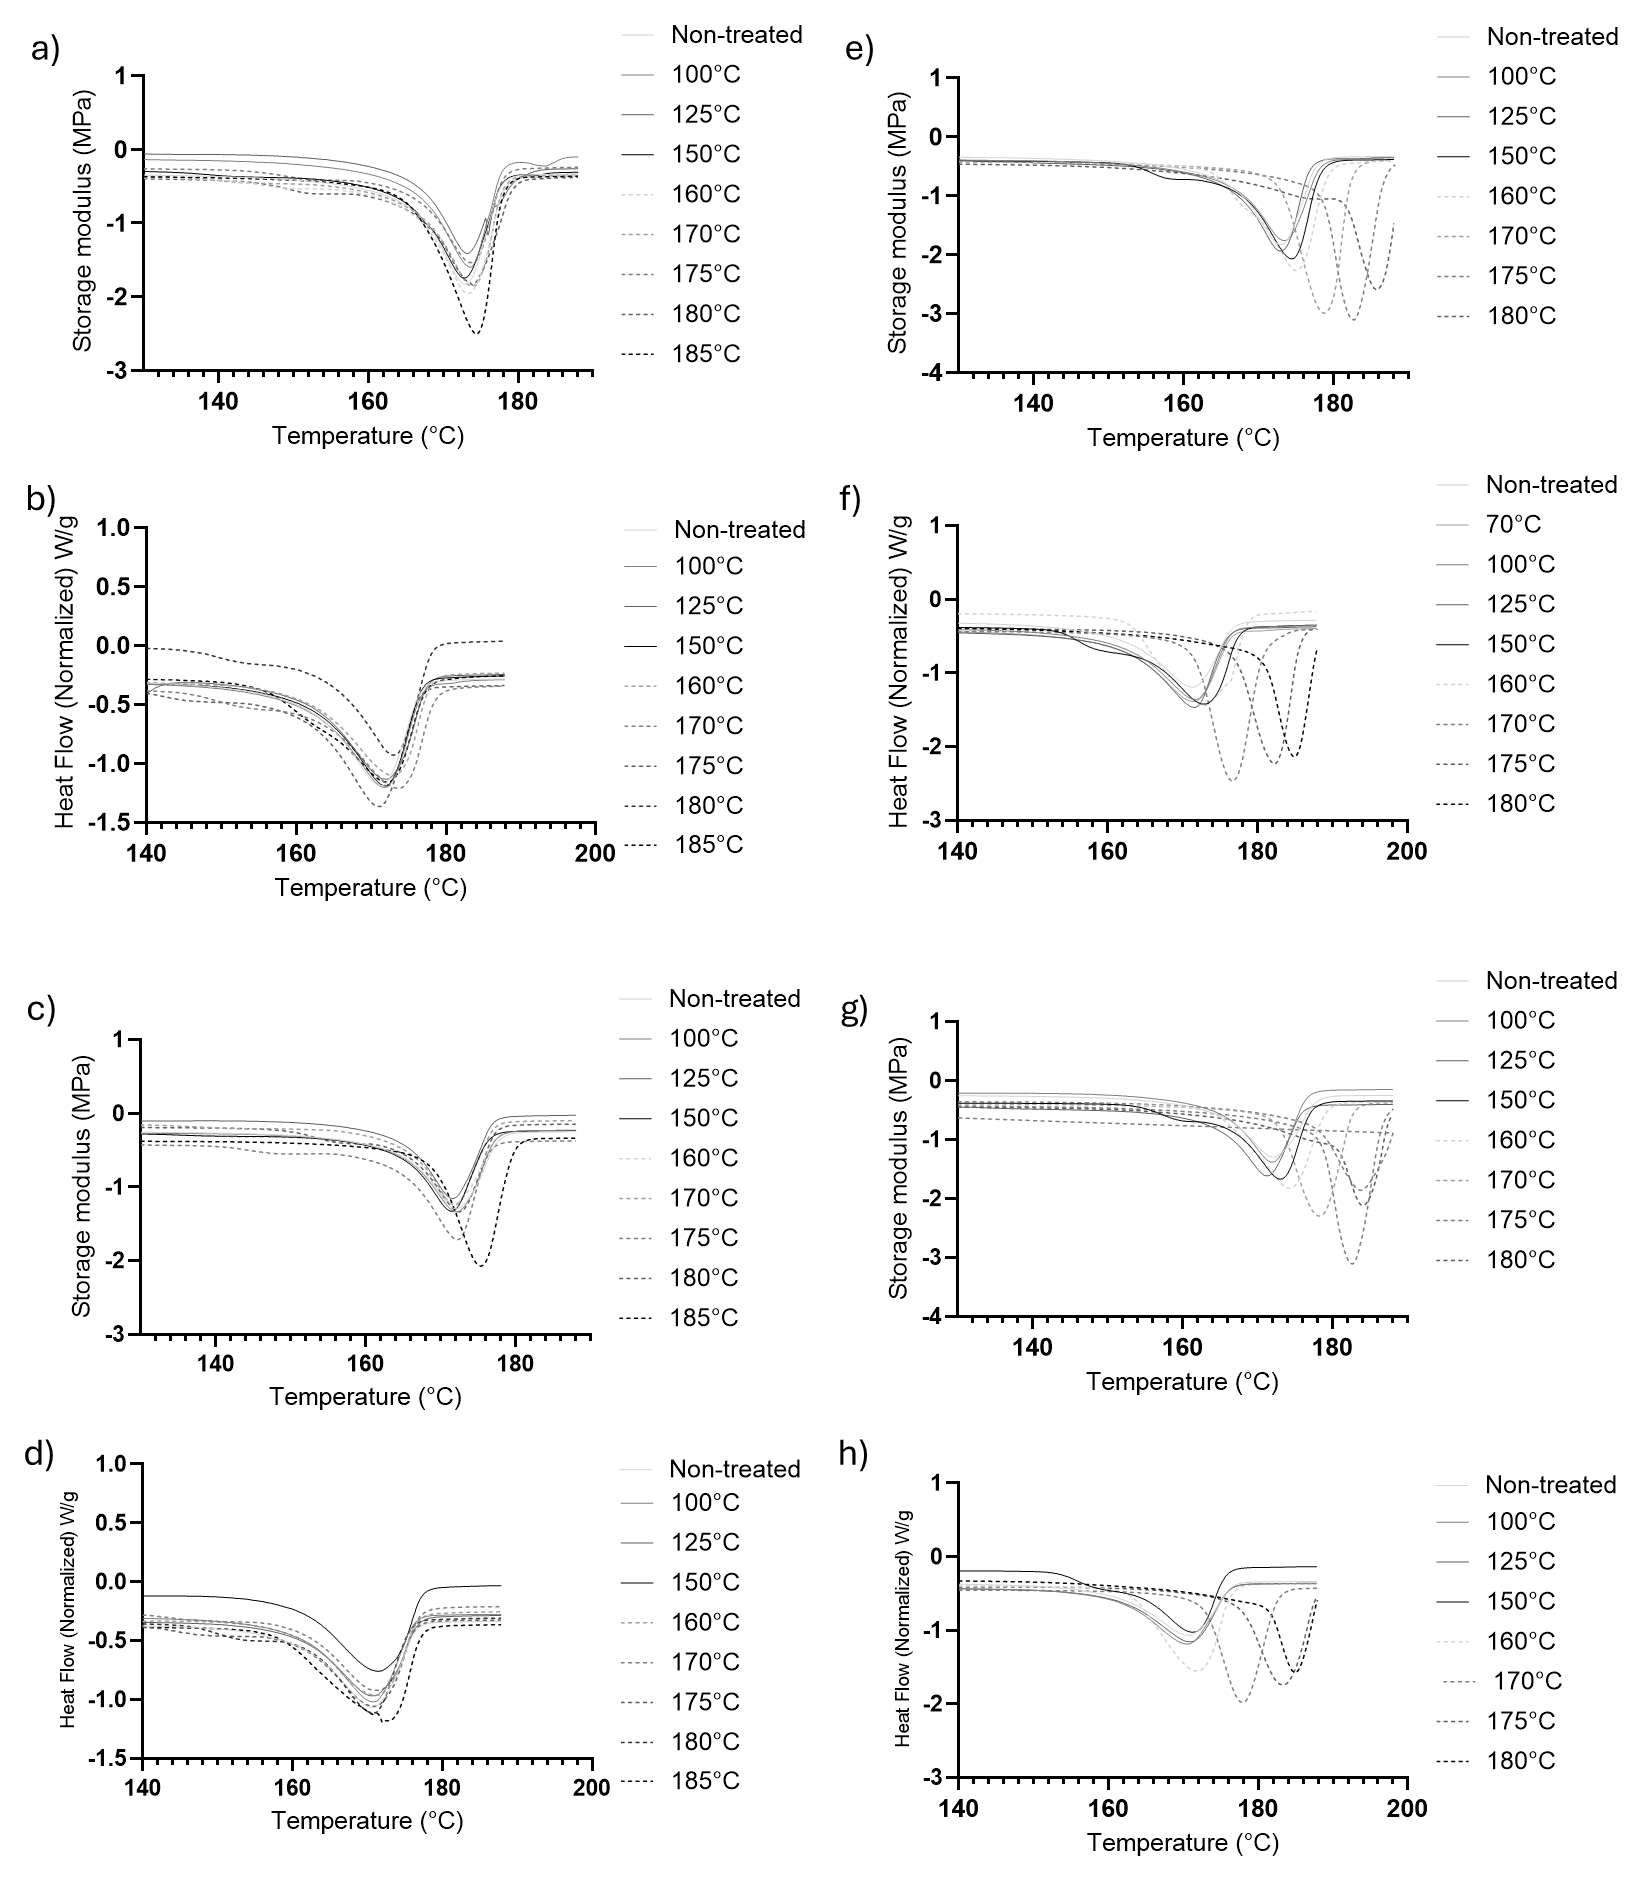 a)
Storage modulus (MPa)
1
0
-1
-2
-3
140 160 180
Temperature (°C)
Non-treated
100°C
125°C
150°C
160°C
170°C
175°C
180°C
185°C
e)
Storage modulus (MPa)
1
0
-1
-2
-3
-4
140 160 180
Temperature (°C)
Non-treated
100°C
125°C
150°C
160°C
170°C
175°C
180°C
b)
Heat Flow (Normalized) W/g
1.0
0.5
0.0
-0.5
-1.0
-1.5
140 160 180 200
Temperature (°C)
Non-treated
100°C
125°C
150°C
160°C
170°C
175°C
180°C
185°C
f)
Heat Flow (Normalized) W/g
1
0
-1
-2
-3
140 160 180 200
Temperature (°C)
Non-treated
70°C
100°C
125°C
150°C
160°C
170°C
175°C
180°C
c)
Storage modulus (MPa)
1
0
-1
-2
-3
140 160 180
Temperature (°C)
Non-treated
100°C
125°C
150°C
160°C
170°C
175°C
180°C
185°C
g)
Storage modulus (MPa)
1
0
-1
-2
-3
-4
140 160 180
Temperature (°C)
Non-treated
100°C
125°C
150°C
160°C
170°C
175°C
180°C
d)
Heat Flow (Normalized) W/g
1.0
0.5
0.0
-0.5
-1.0
-1.5
140 160 180 200
Temperature (°C)
Non-treated
100°C
125°C
150°C
160°C
170°C
175°C
180°C
185°C
h)
Heat Flow (Normalized) W/g
1
0
-1
-2
-3
140 160 180 200
Temperature (°C)
Non-treated
100°C
125°C
150°C
160°C
170°C
175°C
180°C